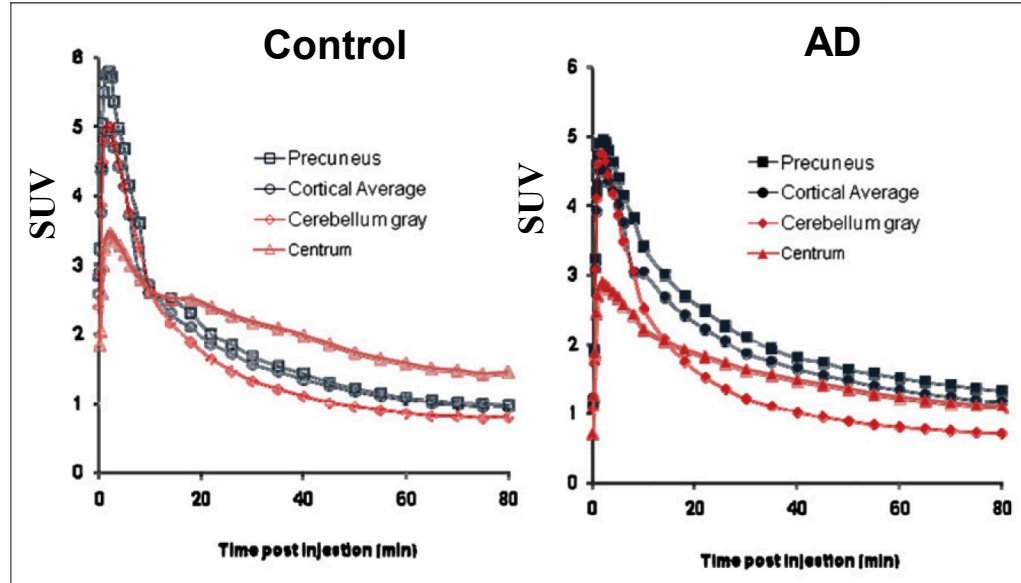 Control
6
5
4
3
2
1
0
SUV
Precuneus
Cortical Average
Cerebellum gray
Centrum
0 20 40 60 80
Time post injection (min)
AD
6
5
4
3
2
1
0
SUV
Precuneus
Cortical Average
Cerebellum gray
Centrum
0 20 40 60 80
Time post injection (min)